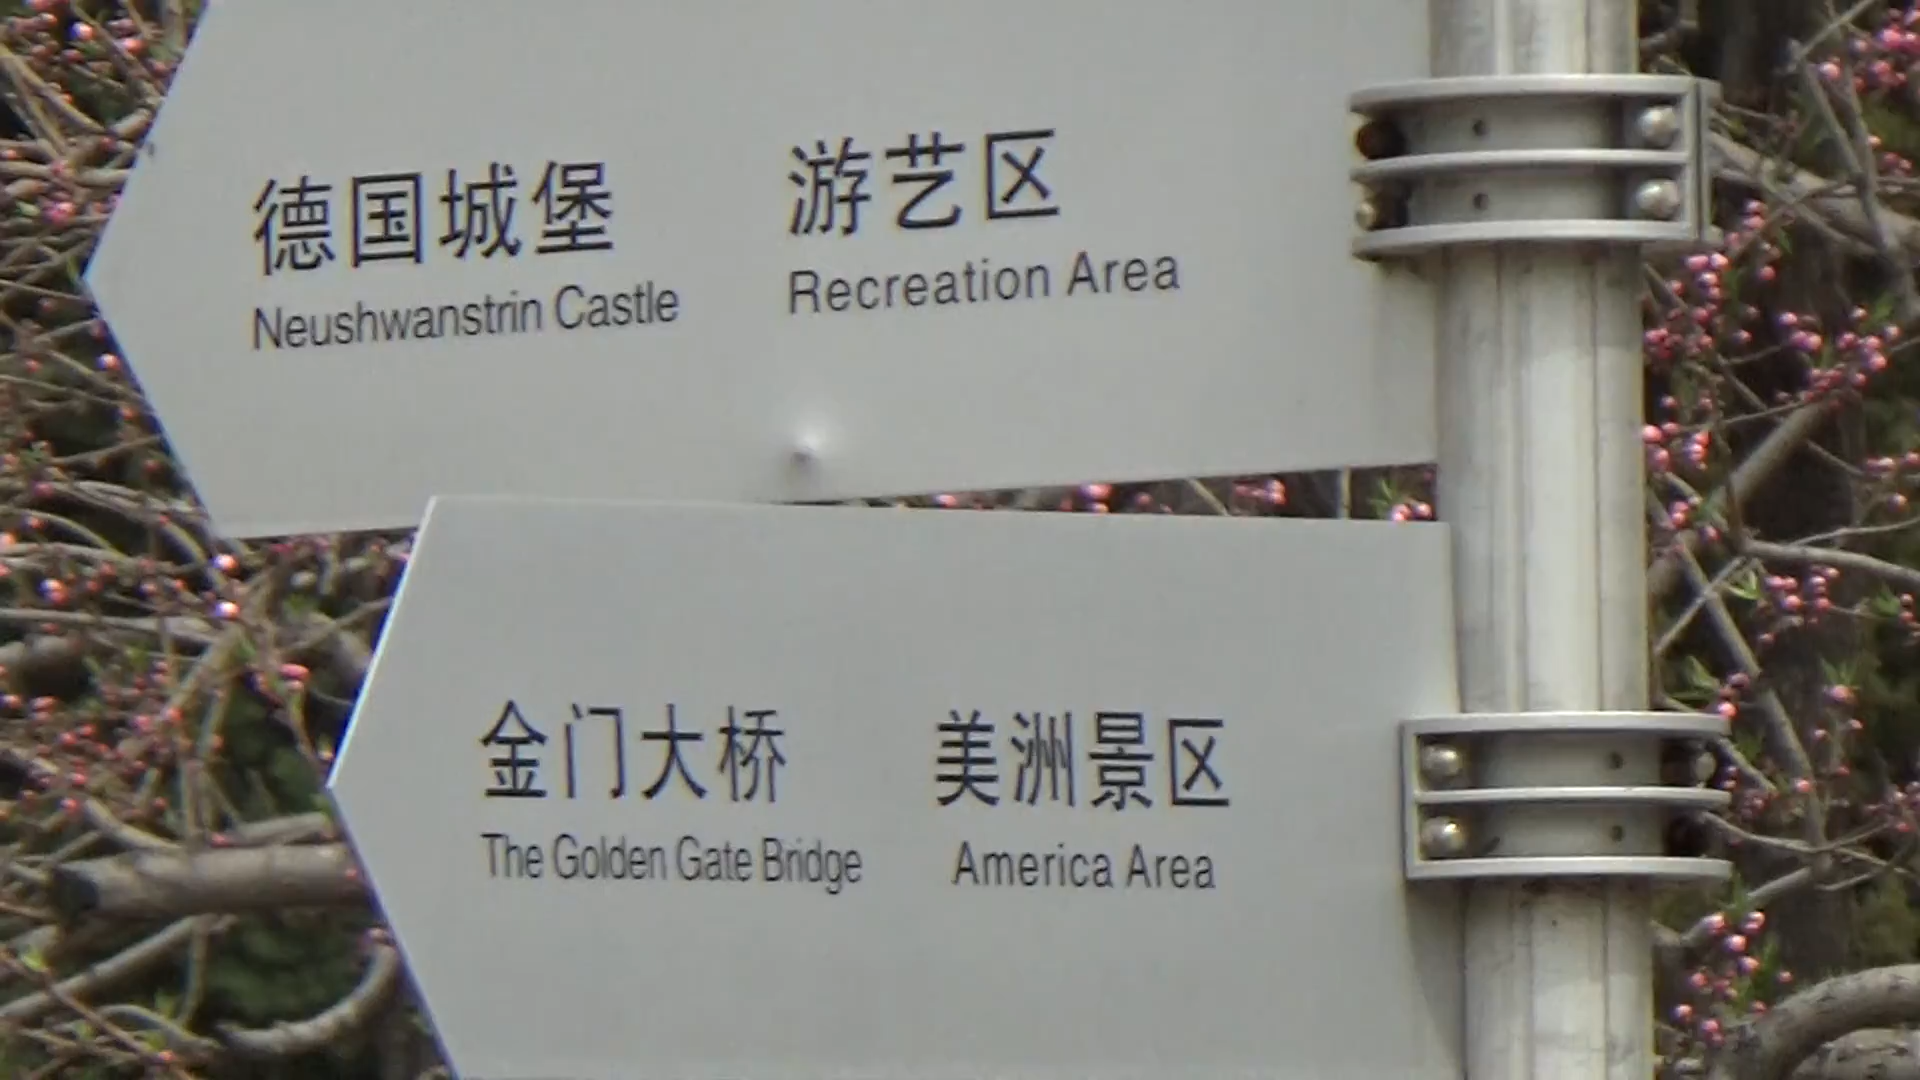 德国城堡 游艺区
Neushwanstrin Castle Recreation Area
金门大桥 美洲景区
The Golden Gate Bridge America Area